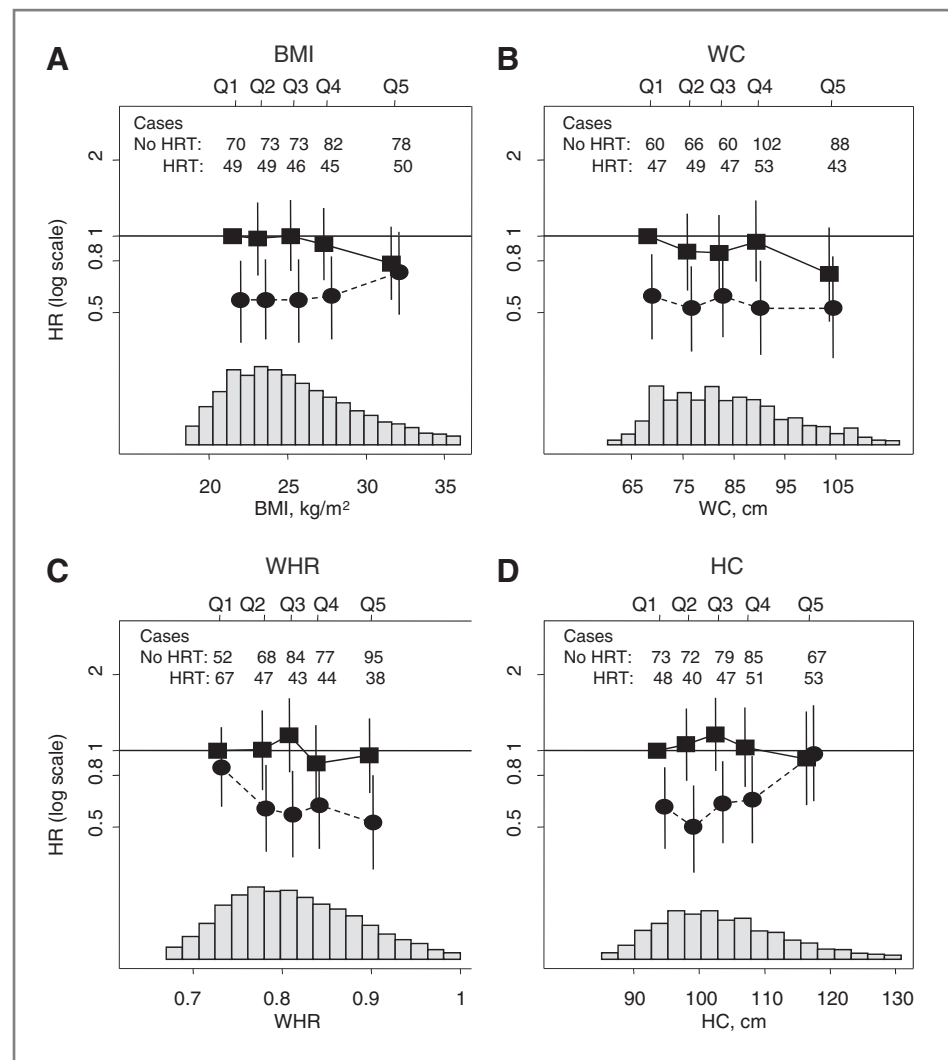 A
BMI
Q1 Q2 Q3 Q4 Q5
Cases
No HRT: 70 73 73 82 78
HRT: 49 49 46 45 50
HR (log scale)
2
1
0.8
0.5
20 25 30 35
BMI, kg/m²
B
WC
Q1 Q2 Q3 Q4 Q5
Cases
No HRT: 60 66 60 102 88
HRT: 47 49 47 53 43
HR (log scale)
2
1
0.8
0.5
65 75 85 95 105
WC, cm
C
WHR
Q1 Q2 Q3 Q4 Q5
Cases
No HRT: 52 68 84 77 95
HRT: 67 47 43 44 38
HR (log scale)
2
1
0.8
0.5
0.7 0.8 0.9 1
WHR
D
HC
Q1 Q2 Q3 Q4 Q5
Cases
No HRT: 73 72 79 85 67
HRT: 48 40 47 51 53
HR (log scale)
2
1
0.8
0.5
90 100 110 120 130
HC, cm